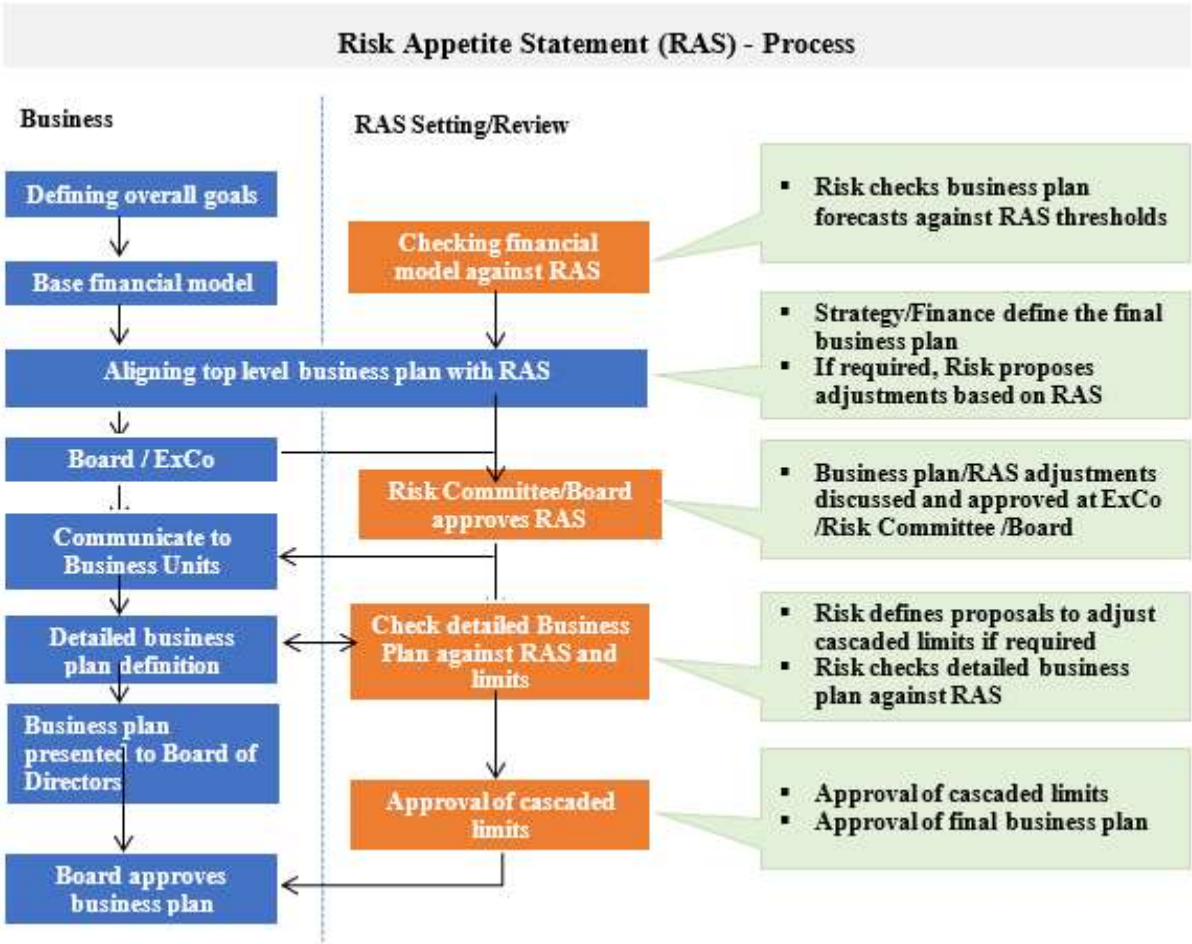 Risk Appetite Statement (RAS) - Process
Business
RAS Setting/Review
Defining overall goals
Base financial model
Checking financial
model against RAS
Aligning top level business plan with RAS
Board / ExCo
Risk Committee/Board
approves RAS
Communicate to
Business Units
Detailed business
plan definition
Check detailed Business
Plan against RAS and
limits
Business plan
presented to Board of
Directors
Approval of cascaded
limits
Board approves
business plan
▪ Risk checks business plan
forecasts against RAS thresholds
▪ Strategy/Finance define the final
business plan
▪ If required, Risk proposes
adjustments based on RAS
▪ Business plan/RAS adjustments
discussed and approved at ExCo
/Risk Committee /Board
▪ Risk defines proposals to adjust
cascaded limits if required
▪ Risk checks detailed business
plan against RAS
▪ Approval of cascaded limits
▪ Approval of final business plan